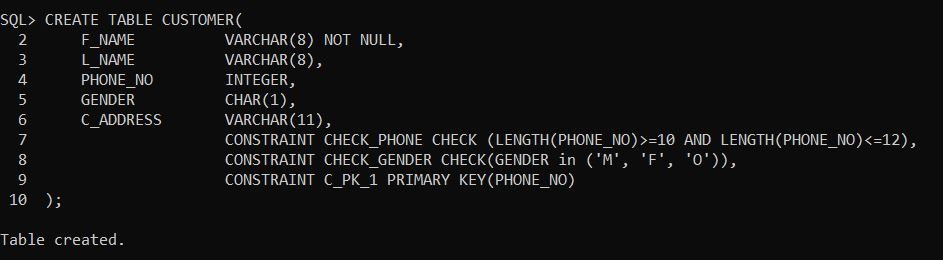 SQL> CREATE TABLE CUSTOMER(
  2     F_NAME          VARCHAR(8) NOT NULL,
  3     L_NAME          VARCHAR(8),
  4     PHONE_NO        INTEGER,
  5     GENDER          CHAR(1),
  6     C_ADDRESS       VARCHAR(11),
  7                     CONSTRAINT CHECK_PHONE CHECK (LENGTH(PHONE_NO)>=10 AND LENGTH(PHONE_NO)<=12),
  8                     CONSTRAINT CHECK_GENDER CHECK(GENDER in ('M', 'F', 'O')),
  9                     CONSTRAINT C_PK_1 PRIMARY KEY(PHONE_NO)
 10  );
Table created.